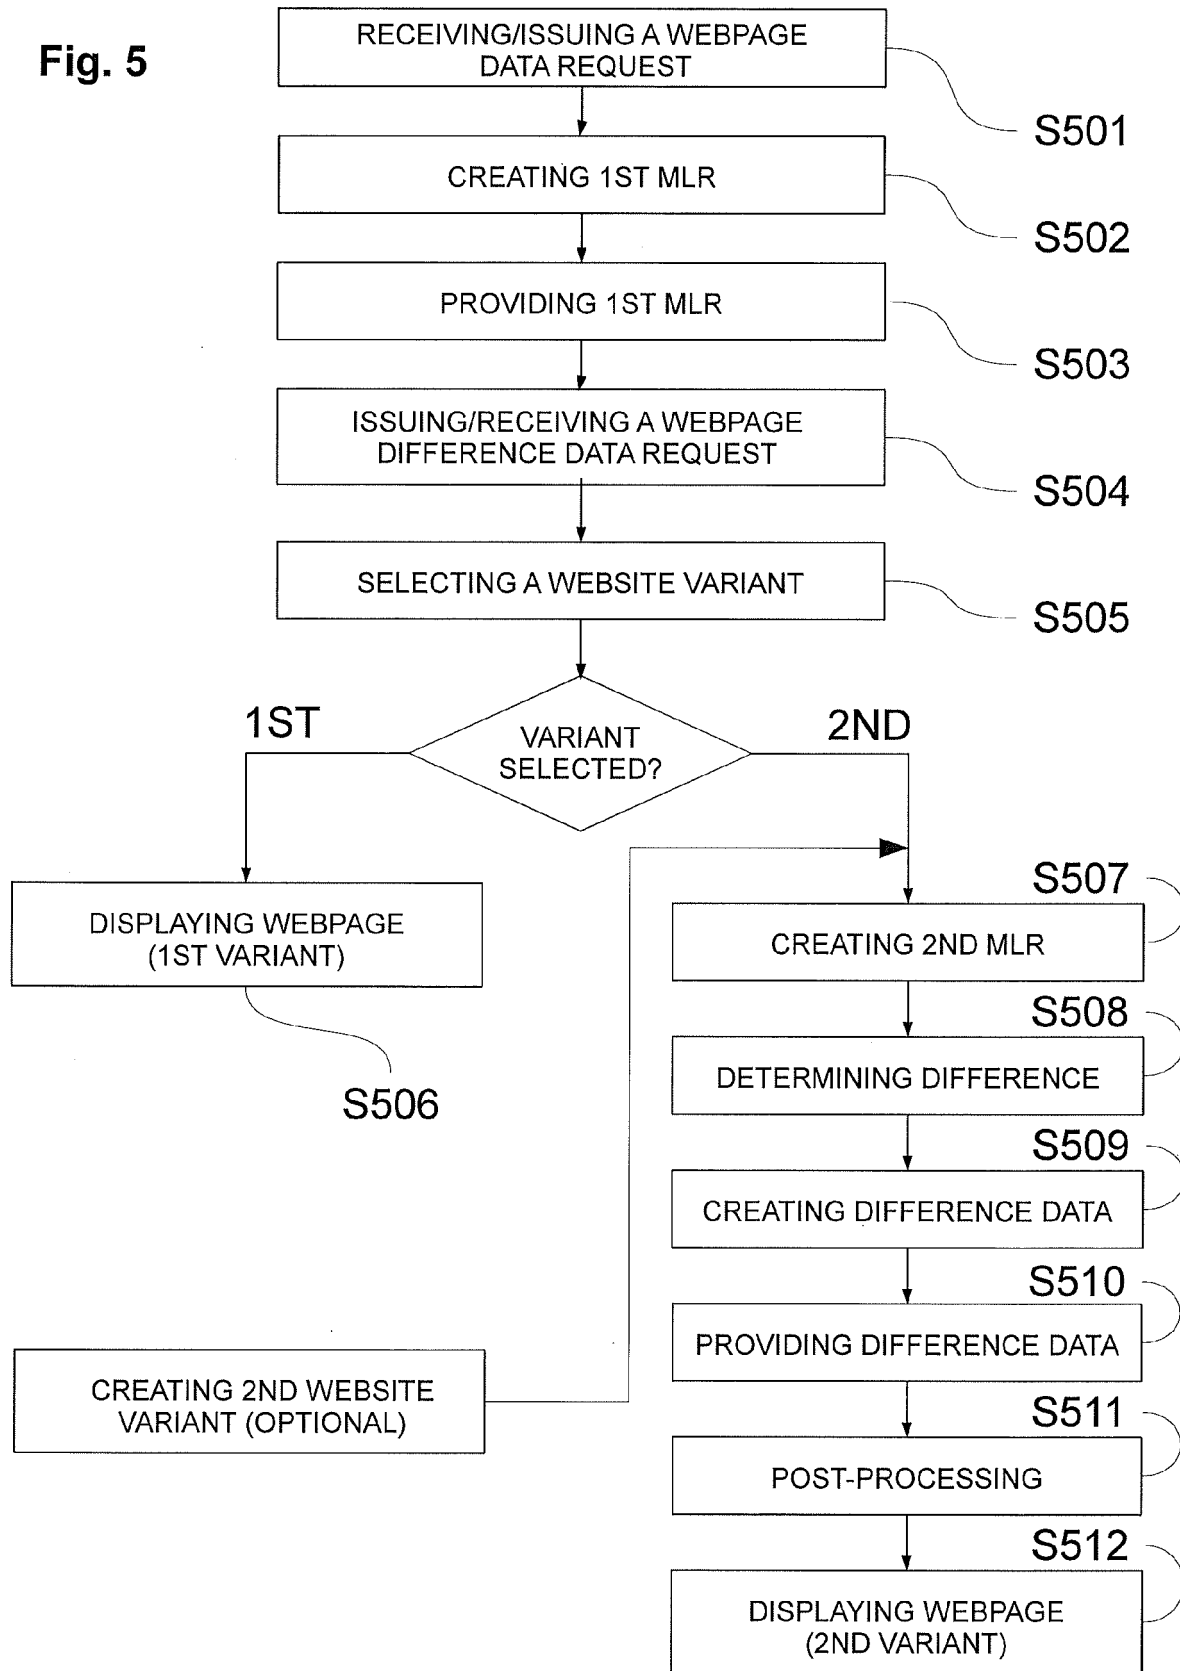 Fig. 5
RECEIVING/ISSUING A WEBPAGE
DATA REQUEST
S501
CREATING 1ST MLR
S502
PROVIDING 1ST MLR
S503
ISSUING/RECEIVING A WEBPAGE
DIFFERENCE DATA REQUEST
S504
SELECTING A WEBSITE VARIANT
S505
1ST
VARIANT
SELECTED?
2ND
DISPLAYING WEBPAGE
(1ST VARIANT)
S506
S507
CREATING 2ND MLR
S508
DETERMINING DIFFERENCE
S509
CREATING DIFFERENCE DATA
S510
PROVIDING DIFFERENCE DATA
CREATING 2ND WEBSITE
VARIANT (OPTIONAL)
S511
POST-PROCESSING
S512
DISPLAYING WEBPAGE
(2ND VARIANT)